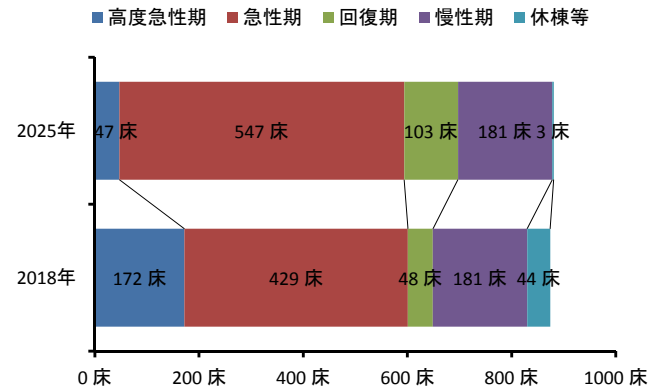 高度急性期 急性期 回復期 慢性期 休棟等
2025年 47 床 547 床 103 床 181 床 3 床
2018年 172 床 429 床 48 床 181 床 44 床
0 床 200 床 400 床 600 床 800 床 1000 床